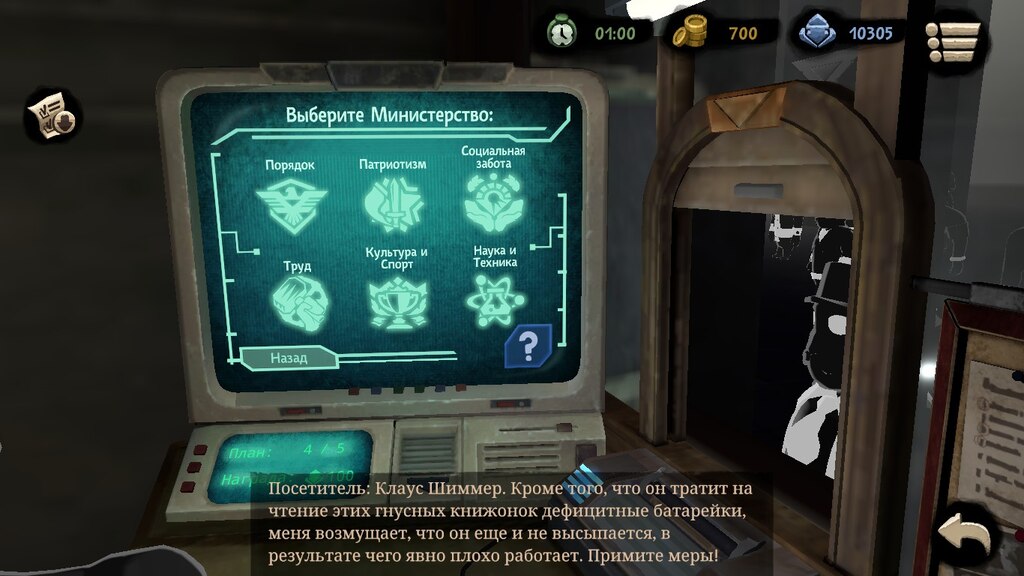 01:00
700
10305
Выберите Министерство:
Порядок
Патриотизм
Социальная
забота
Труд
Культура и
Спорт
Наука и
Техника
?
Назад
План: 4 / 5
100
Посетитель: Клаус Шиммер. Кроме того, что он тратит на
чтение этих гнусных книжонок дефицитные батарейки,
меня возмущает, что он еще и не высыпается, в
результате чего явно плохо работает. Примите меры!